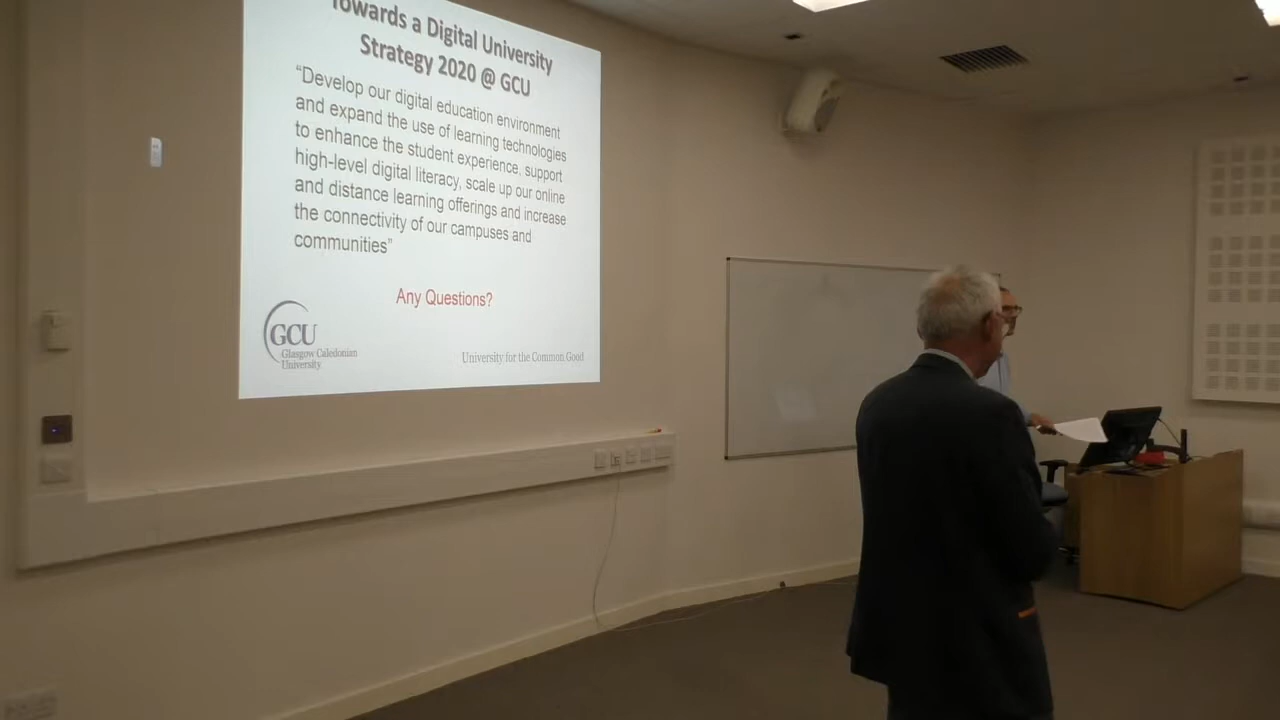 Towards a Digital University
Strategy 2020 @ GCU
“Develop our digital education environment
and expand the use of learning technologies
to enhance the student experience, support
high-level digital literacy, scale up our online
and distance learning offerings and increase
the connectivity of our campuses and
communities”
Any Questions?
GCU
Glasgow Caledonian
University
University for the Common Good